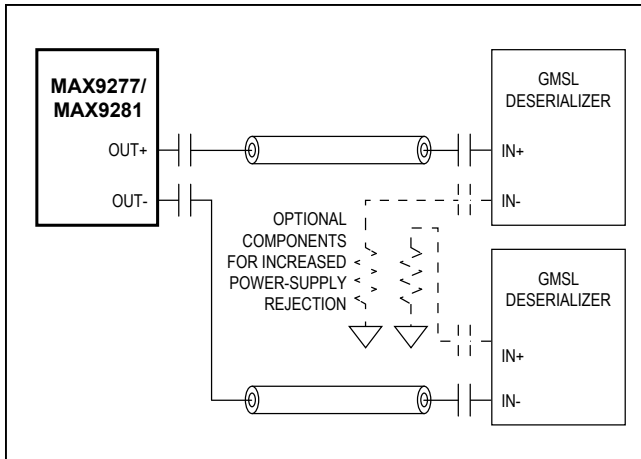 MAX9277/
MAX9281
OUT+
OUT-
GMSL
DESERIALIZER
IN+
IN-
OPTIONAL
COMPONENTS
FOR INCREASED
POWER-SUPPLY
REJECTION
GMSL
DESERIALIZER
IN+
IN-